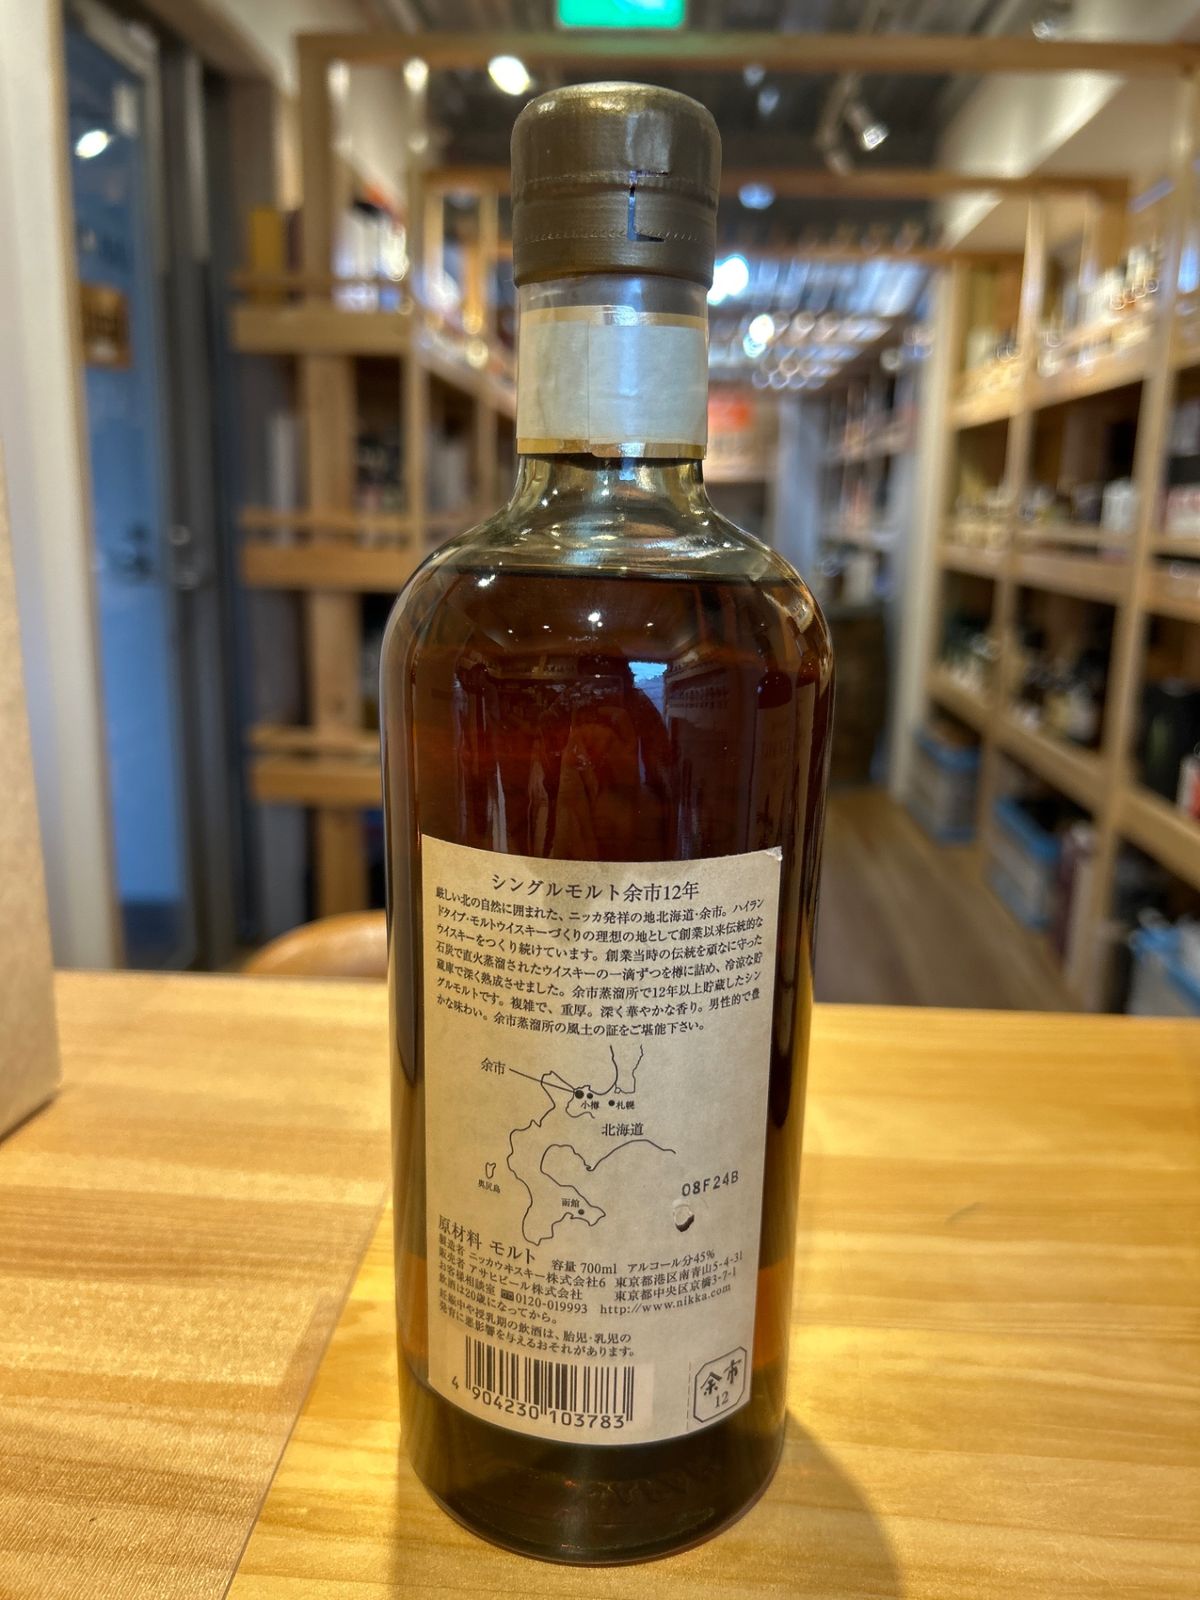 シングルモルト余市12年
厳しい北の自然に囲まれた、ニッカ発祥の地北海道・余市。ハイラン
ドタイプ・モルトウイスキーづくりの理想の地として創業以来伝統的な
ウイスキーをつくり続けています。創業当時の伝統を頑なに守った
石炭で直火蒸溜されたウイスキーの一滴ずつを樽に詰め、冷涼な貯
蔵庫で深く熟成させました。余市蒸溜所で12年以上貯蔵したシン
グルモルトです。複雑で、重厚。深く華やかな香り。男性的で豊
かな味わい。余市蒸溜所の風土の証をご堪能下さい。
余市
小樽
札幌
北海道
奥尻島
函館
08F24B
原材料 モルト 容量 700ml アルコール分45%
製造者 ニッカウヰスキー株式会社6 東京都港区南青山5-4-31
販売者 アサヒビール株式会社 東京都中央区京橋3-7-1
お客様相談室 0120-019993 http://www.nikka.com
飲酒は20歳になってから。
妊娠中や授乳期の飲酒は、胎児・乳児の
発育に悪影響を与えるおそれがあります。
4 904230 103783
余市
12